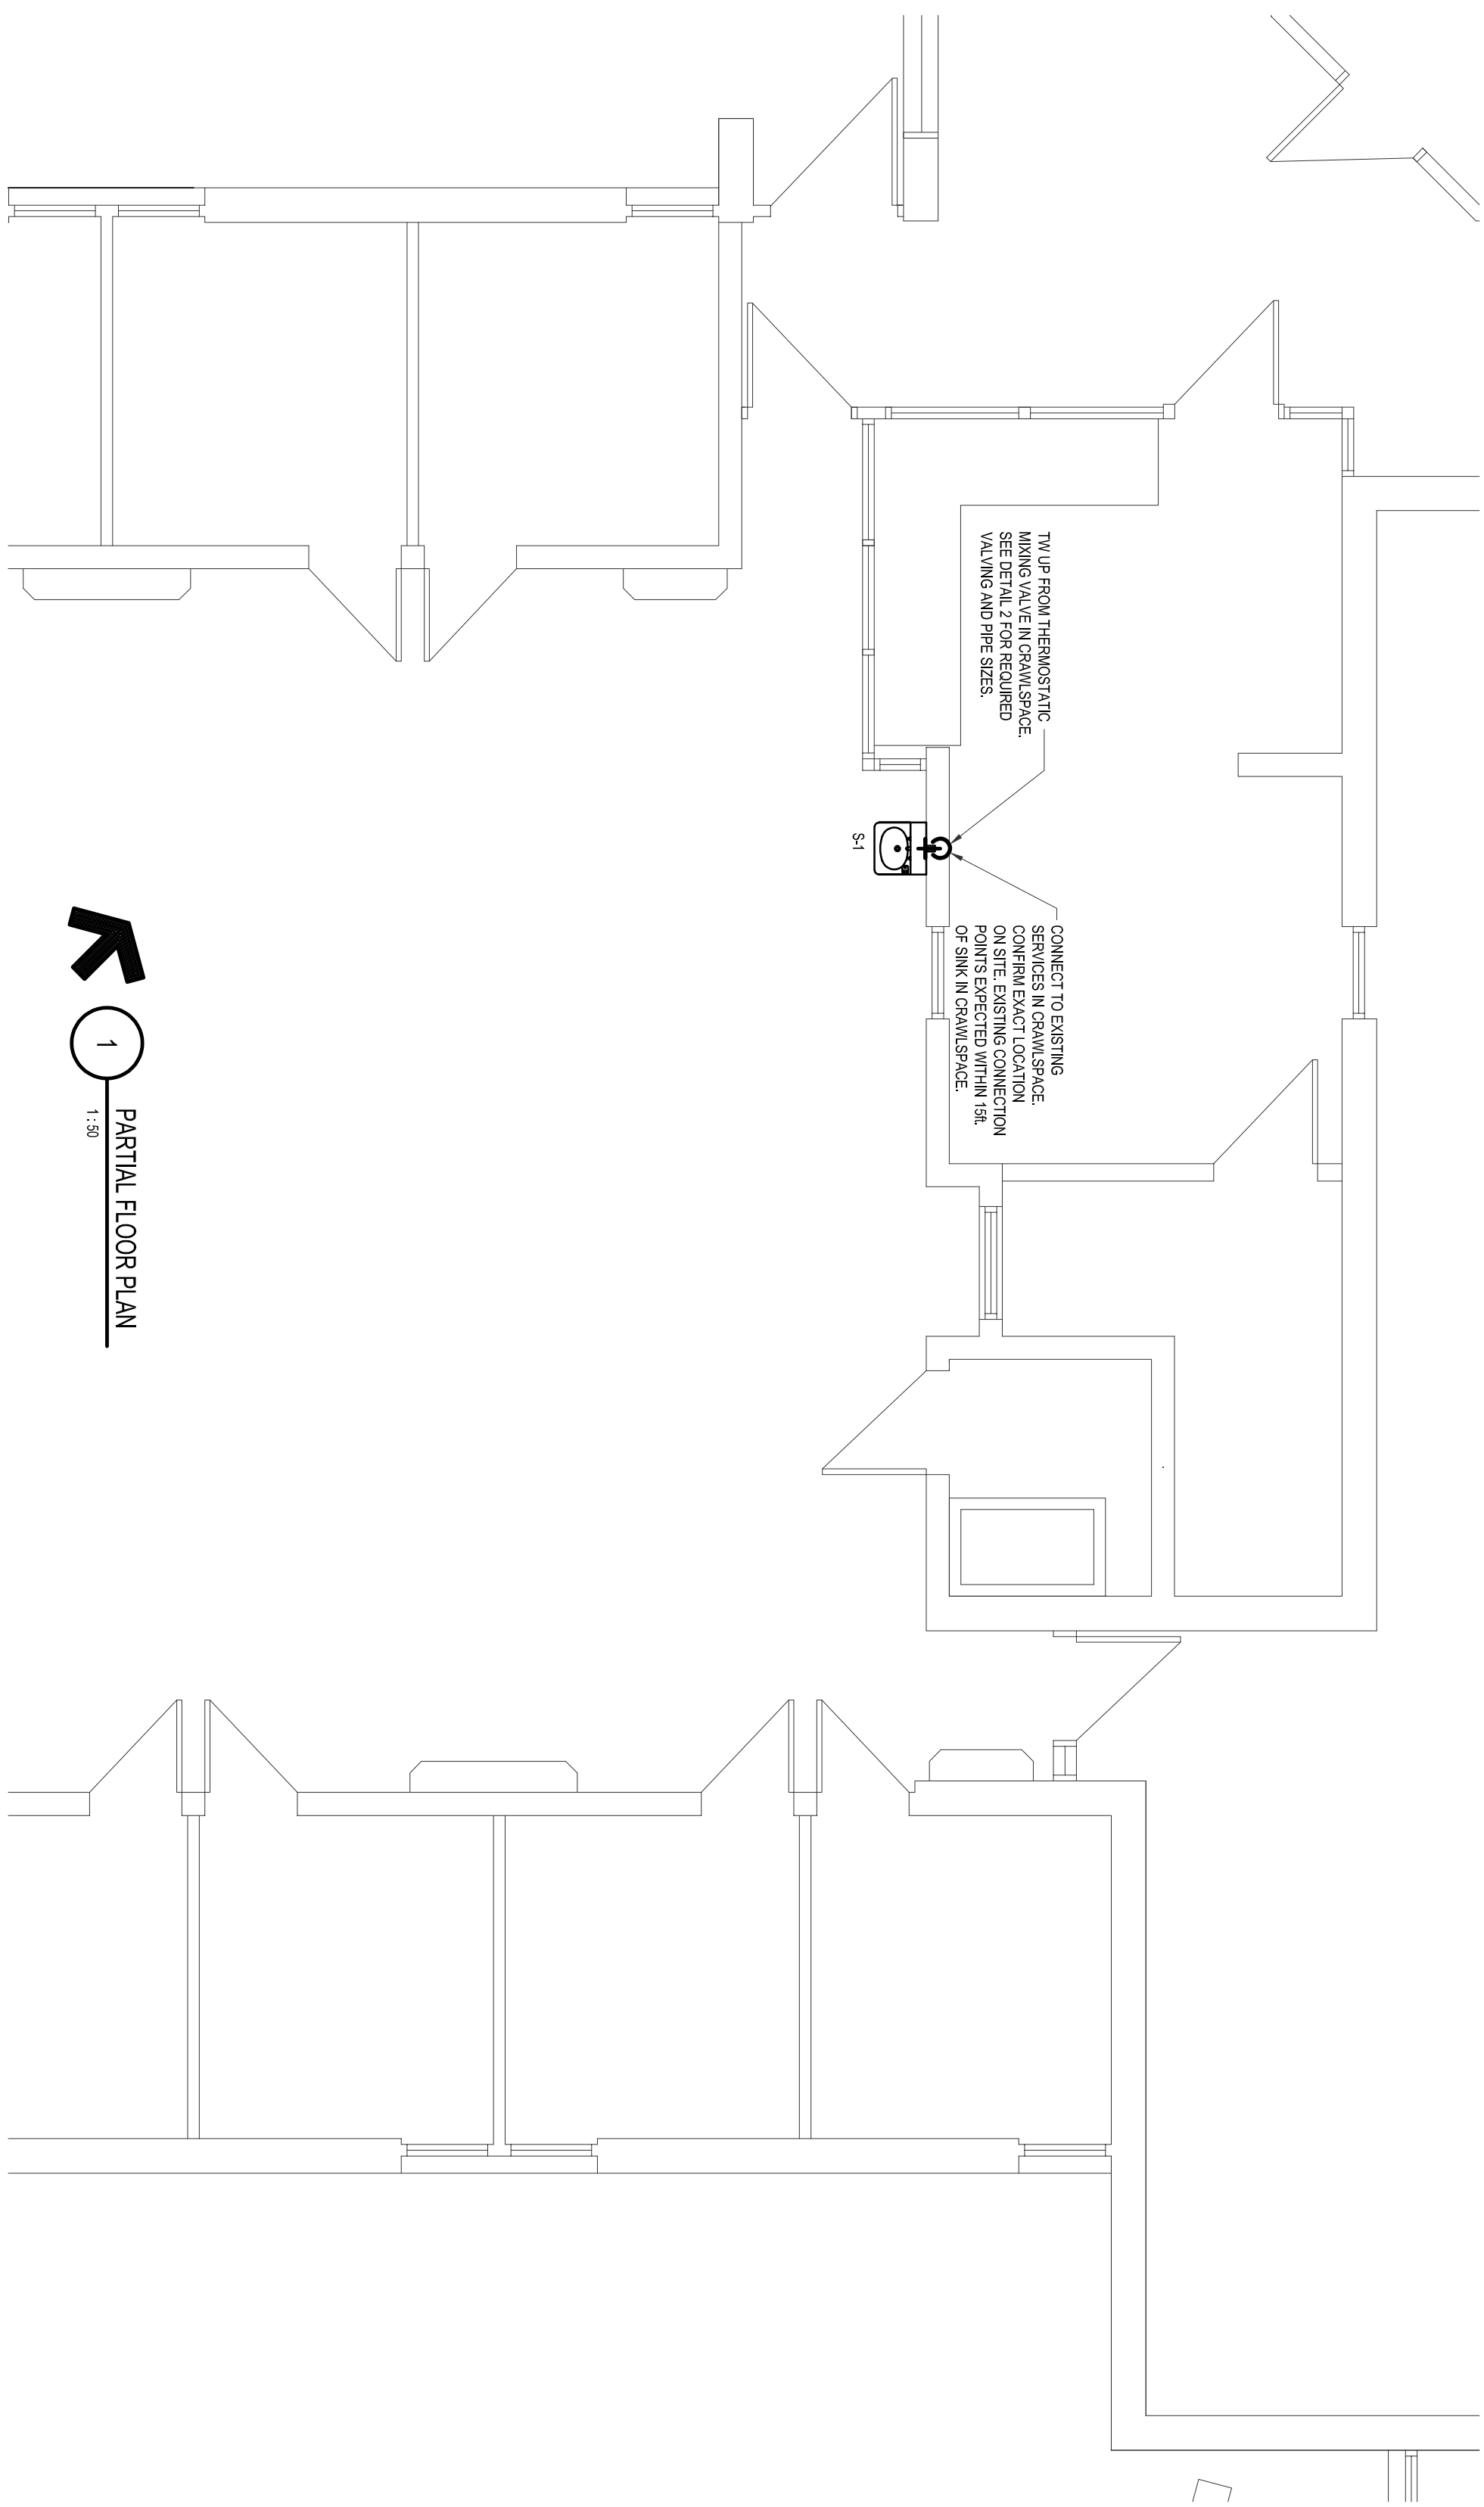 TW UP FROM THERMOSTATIC
MIXING VALVE IN CRAWLSPACE.
SEE DETAIL 2 FOR REQUIRED
VALVING AND PIPE SIZES.
S-1
CONNECT TO EXISTING
SERVICES IN CRAWLSPACE.
CONFIRM EXACT LOCATION
ON SITE. EXISTING CONNECTION
POINTS EXPECTED WITHIN 15ft.
OF SINK IN CRAWLSPACE.
1
PARTIAL FLOOR PLAN
1 : 50